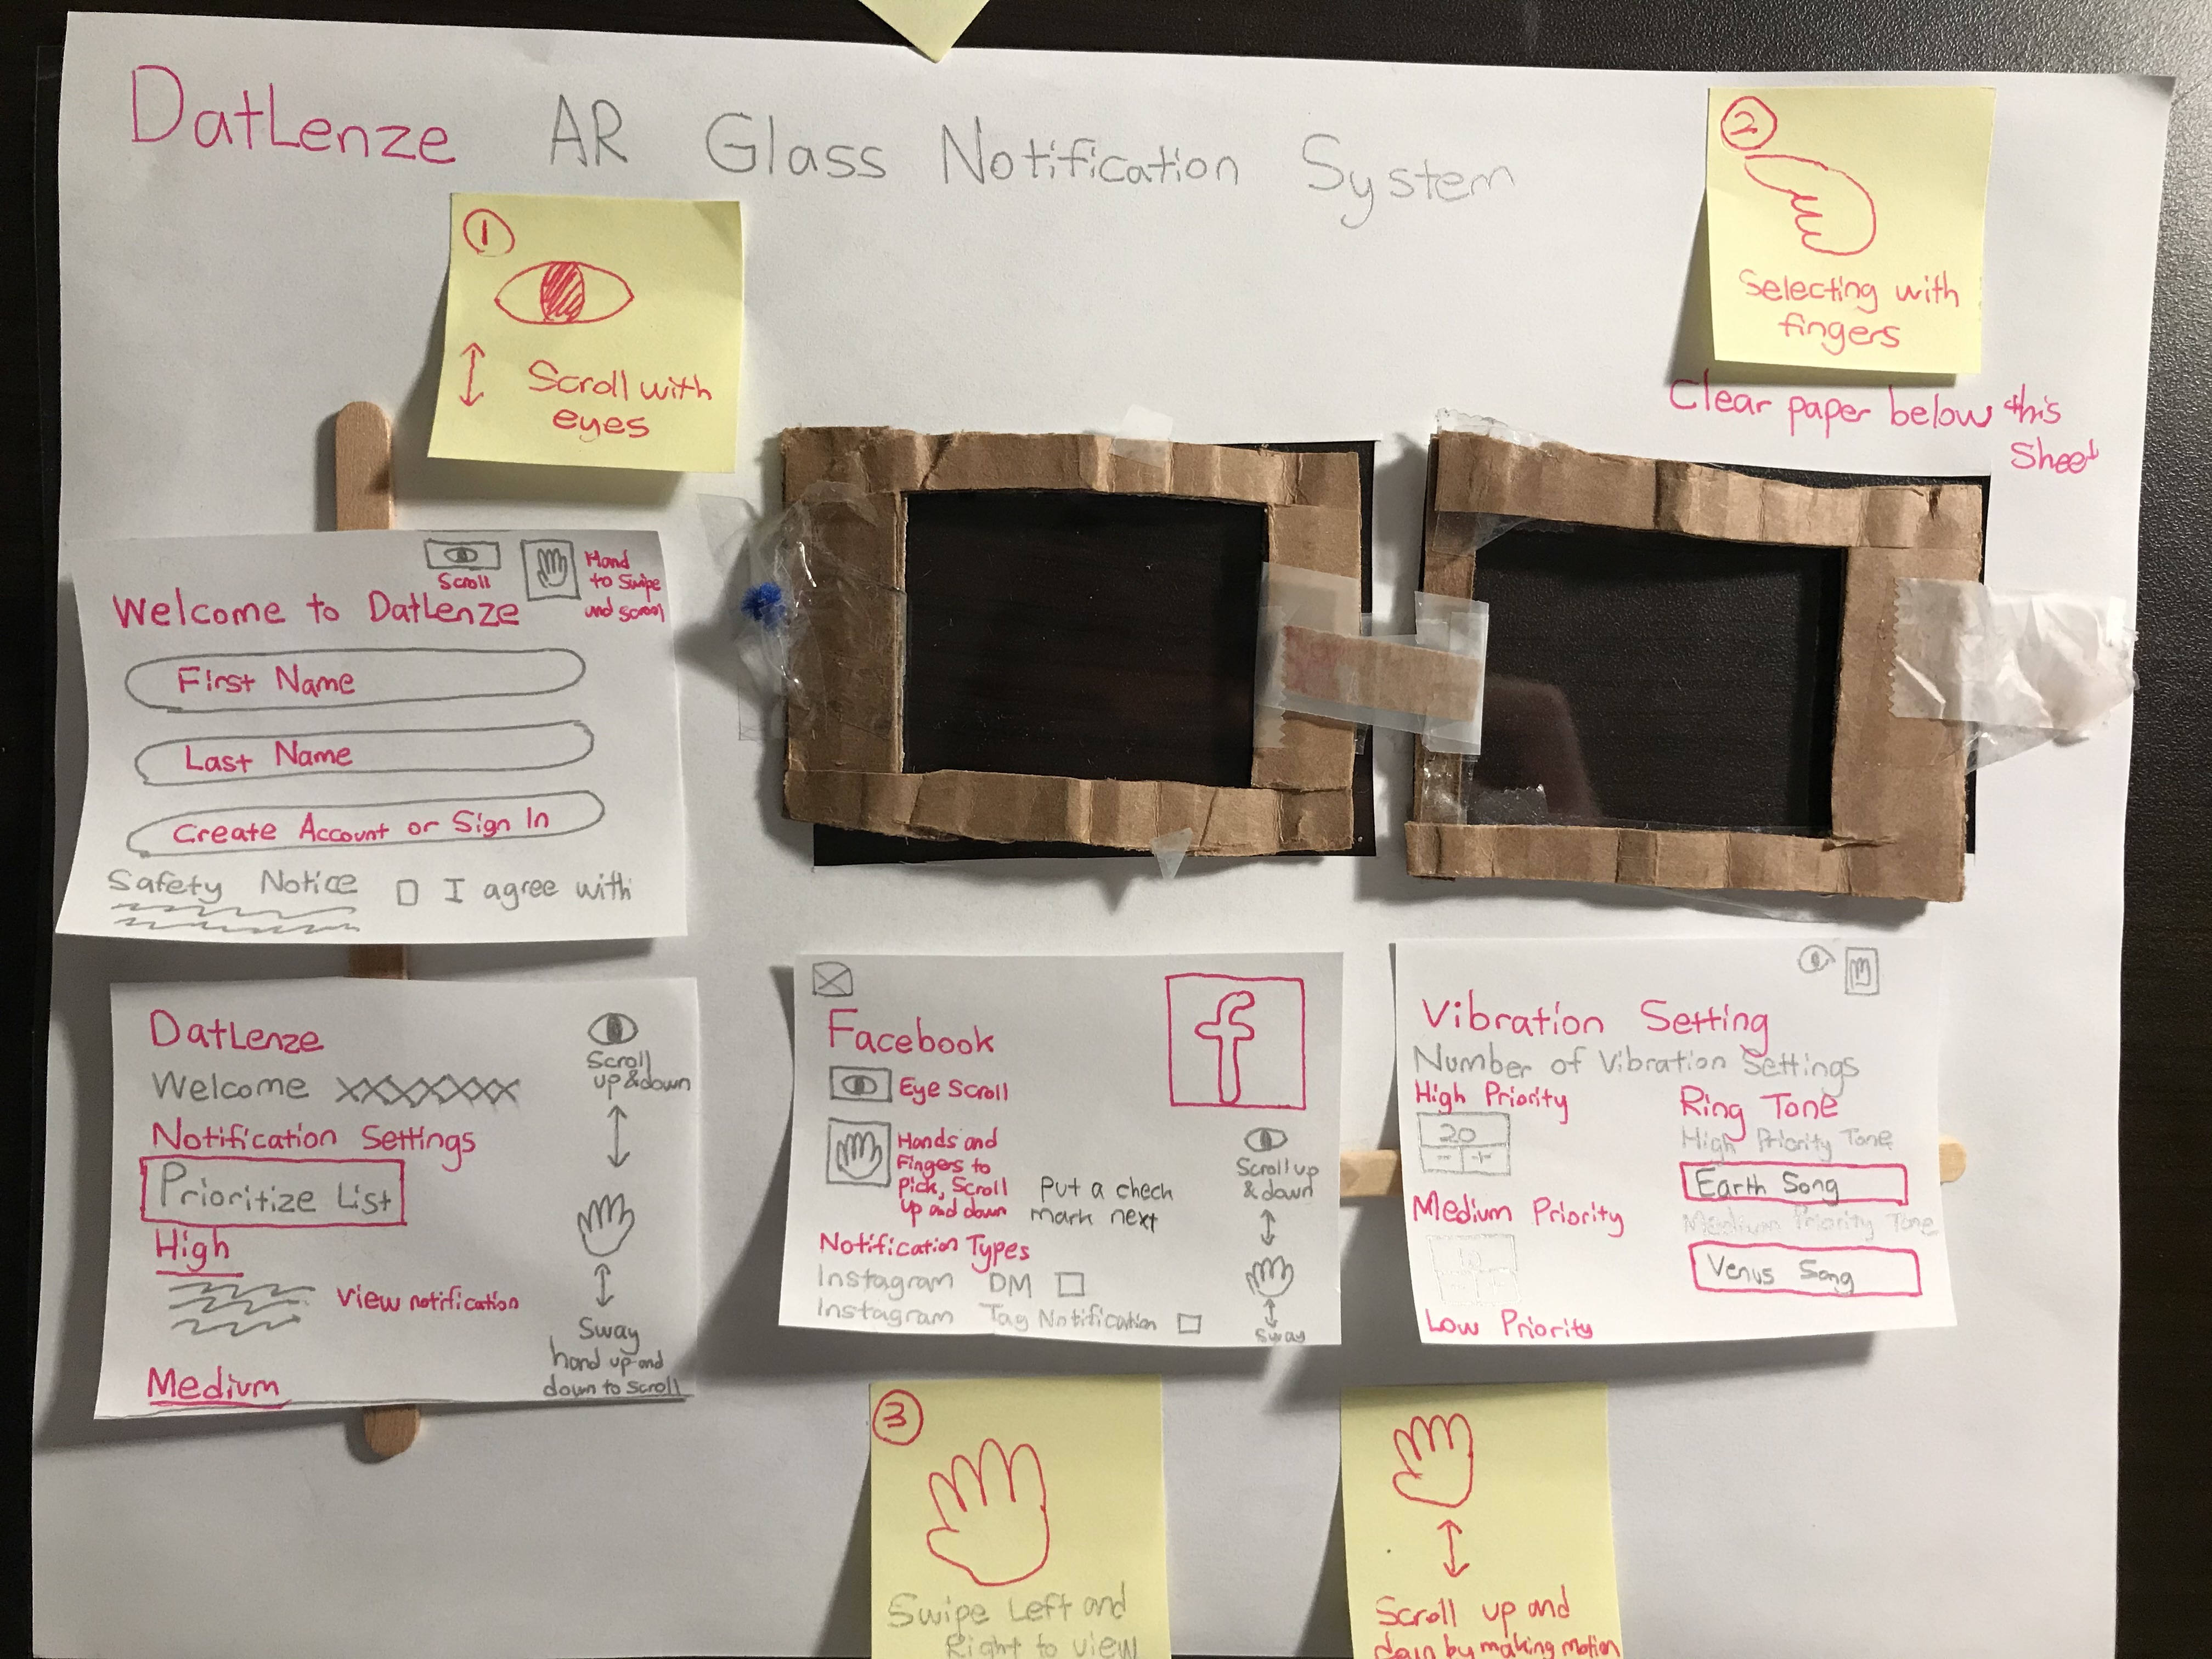 DatLenze AR Glass Notification System
1
Scroll with
eyes
2
Selecting with
fingers
Clear paper below this
Sheet
Scroll
Hand
to Swipe
and scroll
Welcome to DatLenze
First Name
Last Name
Create Account or Sign In
Safety Notice I agree with
DatLenze
Welcome XXXXXX
Notification Settings
Prioritize List
High
View notification
Medium
Scroll
up & down
Sway
hand up and
down to scroll
Facebook
f
Eye Scroll
Hands and
Fingers to
pick, Scroll
Up and down
Put a check
mark next
Notification Types
Instagram DM
Instagram Tag Notification
Scroll up
& down
Sway
Vibration Setting
Number of Vibration Settings
High Priority
20
- +
Medium Priority
10
Low Priority
Ring Tone
High Priority Tone
Earth Song
Medium Priority Tone
Venus Song
3
Swipe Left and
Right to view
Scroll up and
down by making motion